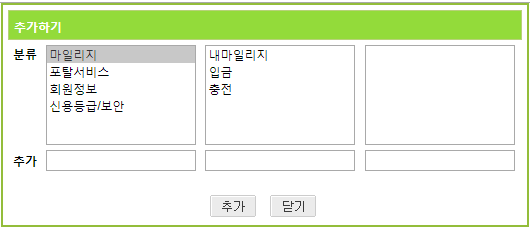 추가하기
분류
마일리지
포탈서비스
회원정보
신용등급/보안
내마일리지
입금
충전
추가
추가 닫기